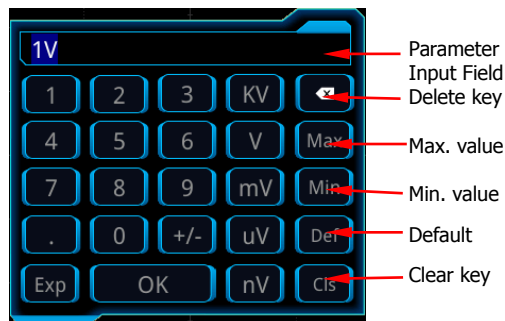 1V
Parameter
Input Field
1 2 3 KV
Delete key
4 5 6 V Max
Max. value
7 8 9 mV Min
Min. value
. 0 +/- uV Def
Default
Exp OK nV Cls
Clear key